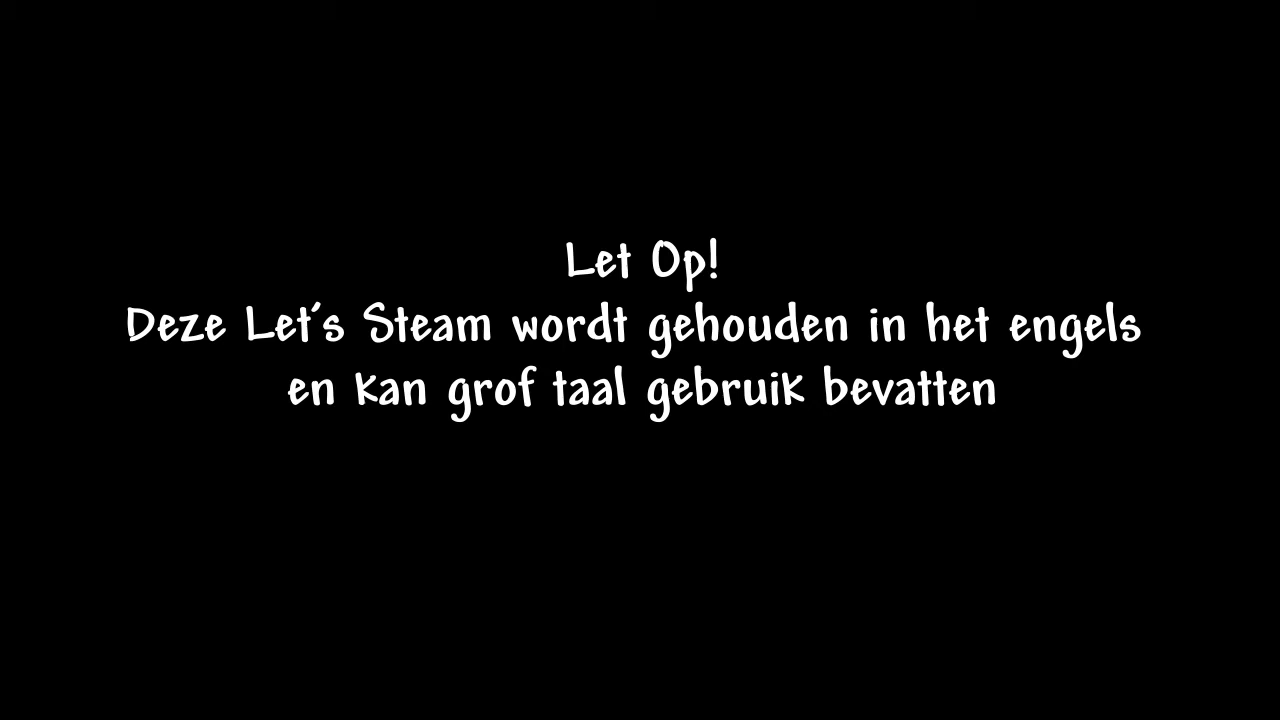 Let Op!
Deze Let's Steam wordt gehouden in het engels
en kan grof taal gebruik bevatten